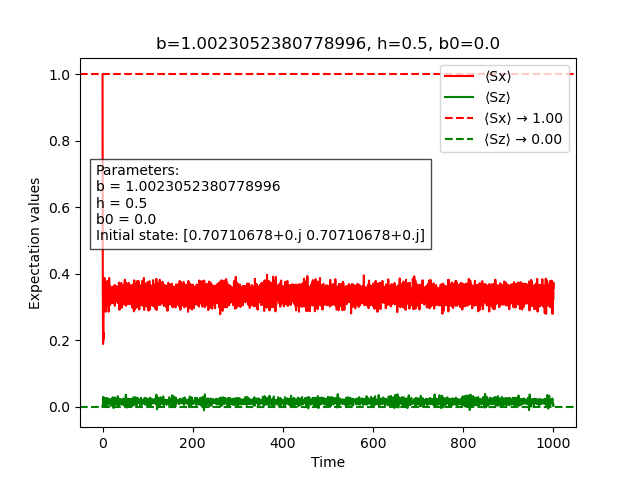 b=1.0023052380778996, h=0.5, b0=0.0
1.0
0.8
0.6
0.4
0.2
0.0
Expectation values
⟨Sx⟩
⟨Sz⟩
⟨Sx⟩ → 1.00
⟨Sz⟩ → 0.00
Parameters:
b = 1.0023052380778996
h = 0.5
b0 = 0.0
Initial state: [0.70710678+0.j 0.70710678+0.j]
0 200 400 600 800 1000
Time